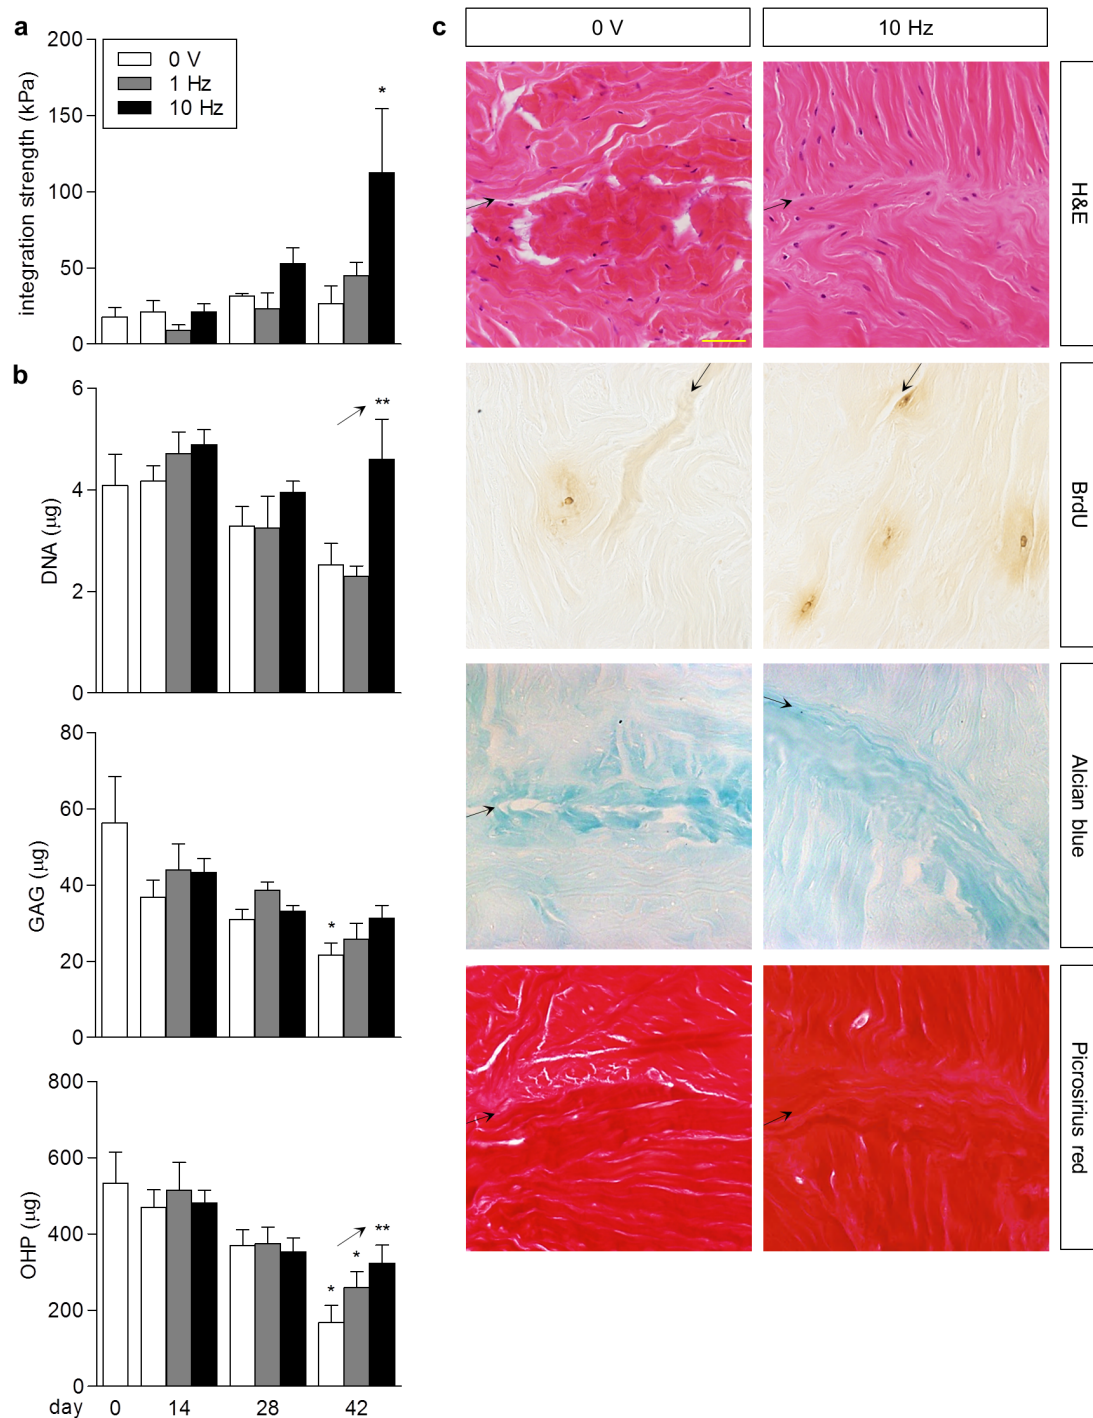 a
integration strength (kPa)
200
150
100
50
0
0 V
1 Hz
10 Hz
*
b
DNA (µg)
6
4
2
0
**
GAG (µg)
80
60
40
20
0
*
OHP (µg)
800
600
400
200
0
*
*
**
day 0 14 28 42
c
0 V 10 Hz
H&E
BrdU
Alcian blue
Picrosirius red